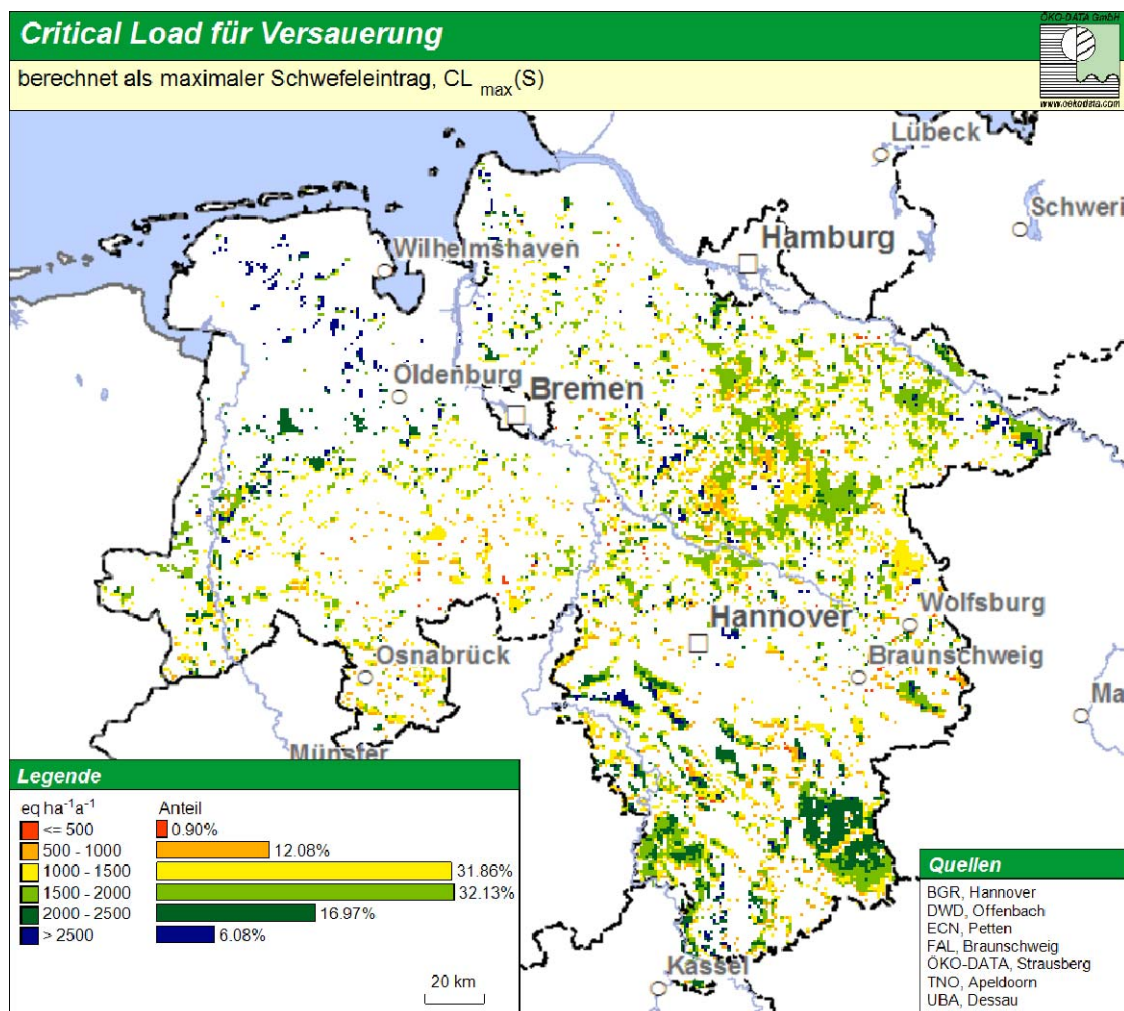 Critical Load für Versauerung
berechnet als maximaler Schwefeleintrag, CL max(S)
ÖKO-DATA GmbH
www.oekodata.com
Lübeck
Schweri
Hamburg
Wilhelmshaven
Oldenburg
Bremen
Hannover
Wolfsburg
Osnabrück
Braunschweig
Ma
Münster
Kassel
Legende
eq ha⁻¹a⁻¹ Anteil
<= 500 0.90%
500 - 1000 12.08%
1000 - 1500 31.86%
1500 - 2000 32.13%
2000 - 2500 16.97%
> 2500 6.08%
20 km
Quellen
BGR, Hannover
DWD, Offenbach
ECN, Petten
FAL, Braunschweig
ÖKO-DATA, Strausberg
TNO, Apeldoorn
UBA, Dessau